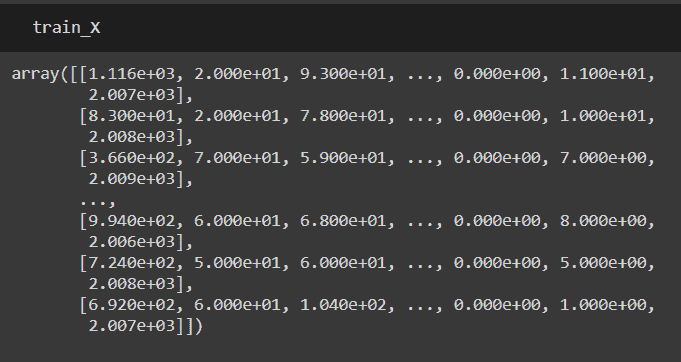 train_X
array([[1.116e+03, 2.000e+01, 9.300e+01, ..., 0.000e+00, 1.100e+01,
2.007e+03],
[8.300e+01, 2.000e+01, 7.800e+01, ..., 0.000e+00, 1.000e+01,
2.008e+03],
[3.660e+02, 7.000e+01, 5.900e+01, ..., 0.000e+00, 7.000e+00,
2.009e+03],
...,
[9.940e+02, 6.000e+01, 6.800e+01, ..., 0.000e+00, 8.000e+00,
2.006e+03],
[7.240e+02, 5.000e+01, 6.000e+01, ..., 0.000e+00, 5.000e+00,
2.008e+03],
[6.920e+02, 6.000e+01, 1.040e+02, ..., 0.000e+00, 1.000e+00,
2.007e+03]])